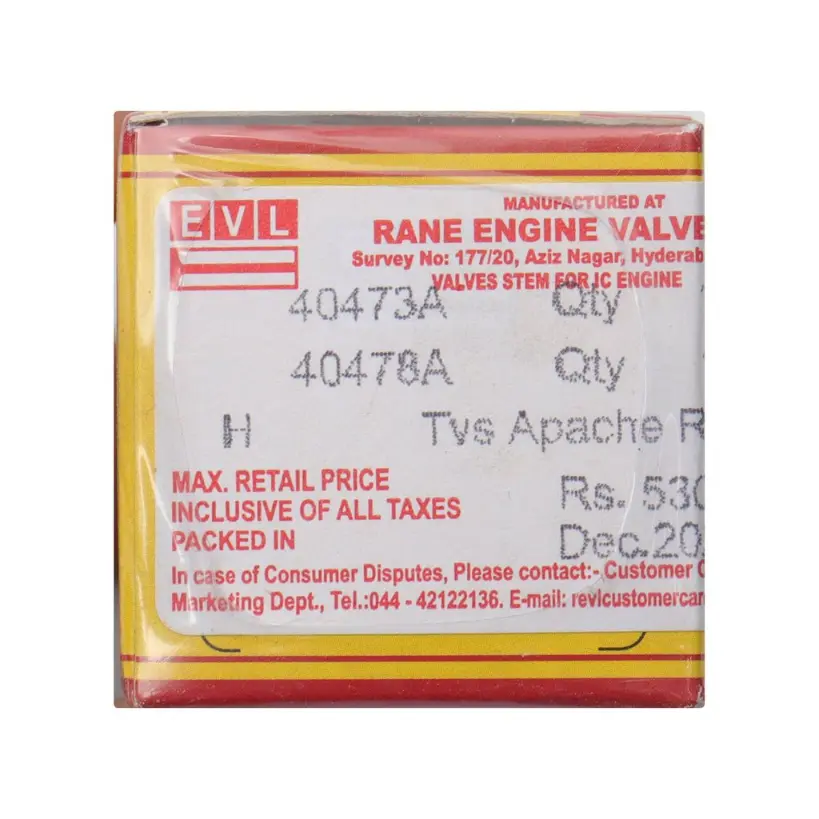 EVL
MANUFACTURED AT
RANE ENGINE VALVE
Survey No: 177/20, Aziz Nagar, Hyderab
VALVES STEM FOR IC ENGINE
40473A Qty
40478A Qty
H Tvs Apache R
MAX. RETAIL PRICE Rs. 530
INCLUSIVE OF ALL TAXES
PACKED IN Dec.20
In case of Consumer Disputes, Please contact:- Customer
Marketing Dept., Tel.:044 - 42122136. E-mail: revlcustomercar